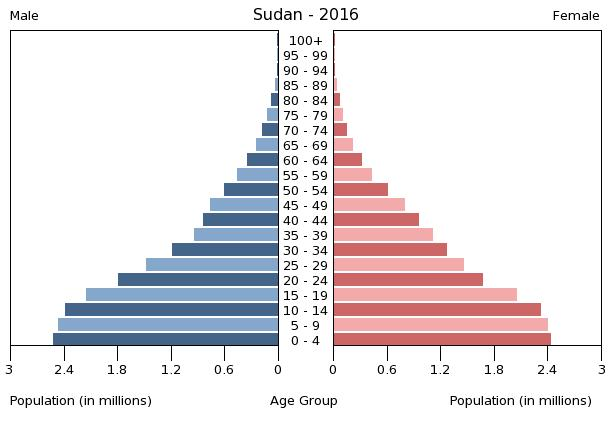 Male Sudan - 2016 Female
100+
95 - 99
90 - 94
85 - 89
80 - 84
75 - 79
70 - 74
65 - 69
60 - 64
55 - 59
50 - 54
45 - 49
40 - 44
35 - 39
30 - 34
25 - 29
20 - 24
15 - 19
10 - 14
5 - 9
0 - 4
3 2.4 1.8 1.2 0.6 0 0 0.6 1.2 1.8 2.4 3
Population (in millions) Age Group Population (in millions)